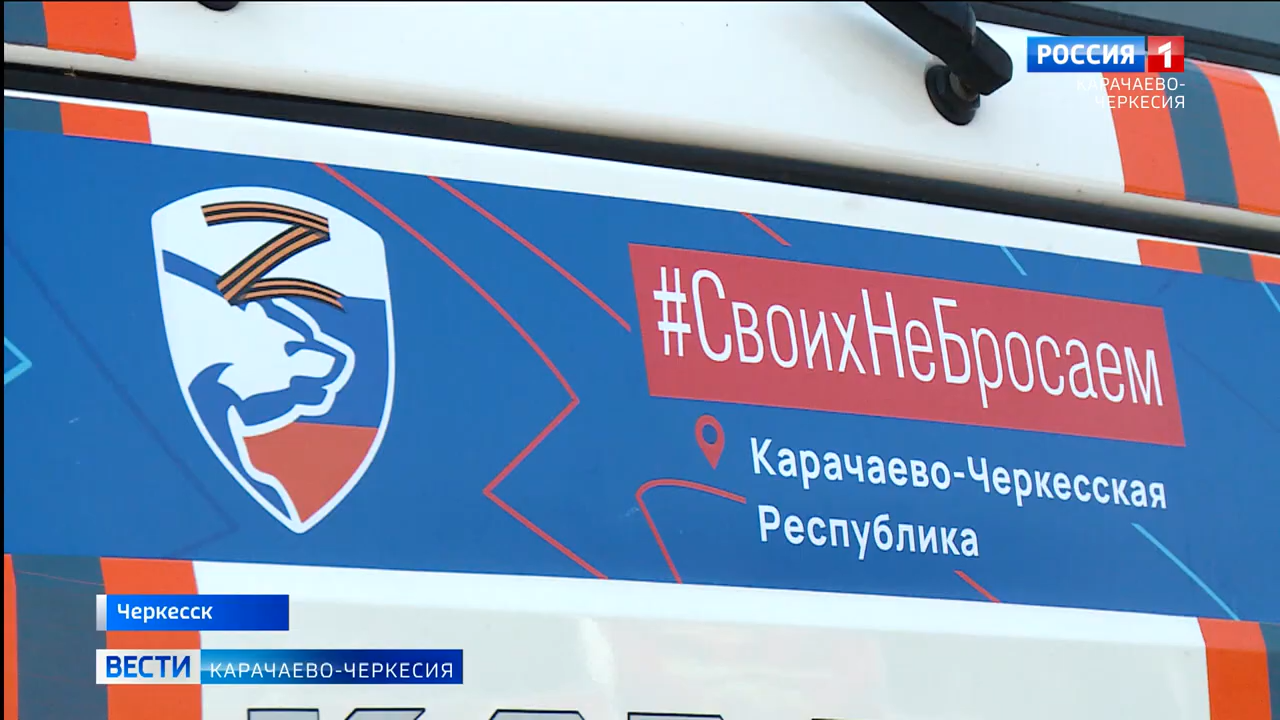 РОССИЯ 1
КАРАЧАЕВО-
ЧЕРКЕСИЯ
Z
#СвоихНеБросаем
Карачаево-Черкесская
Республика
Черкесск
ВЕСТИ КАРАЧАЕВО-ЧЕРКЕСИЯ